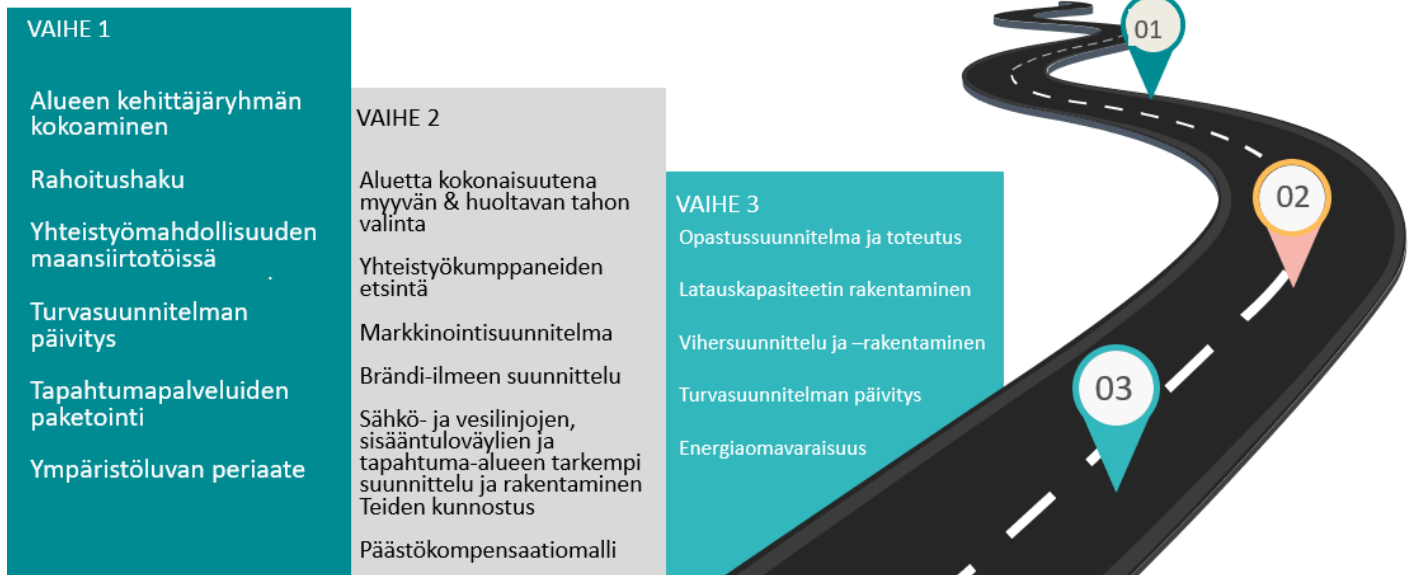 VAIHE 1
Alueen kehittäjäryhmän
kokoaminen
Rahoitushaku
Yhteistyömahdollisuuden
maansiirtotöissä
Turvasuunnitelman
päivitys
Tapahtumapalveluiden
paketointi
Ympäristöluvan periaate
VAIHE 2
Aluetta kokonaisuutena
myyvän & huoltavan tahon
valinta
Yhteistyökumppaneiden
etsintä
Markkinointisuunnitelma
Brändi-ilmeen suunnittelu
Sähkö- ja vesilinjojen,
sisääntuloväylien ja
tapahtuma-alueen tarkempi
suunnittelu ja rakentaminen
Teiden kunnostus
Päästökompensaatiomalli
VAIHE 3
Opastussuunnitelma ja toteutus
Latauskapasiteetin rakentaminen
Vihersuunnittelu ja –rakentaminen
Turvasuunnitelman päivitys
Energiaomavaraisuus
01
02
03